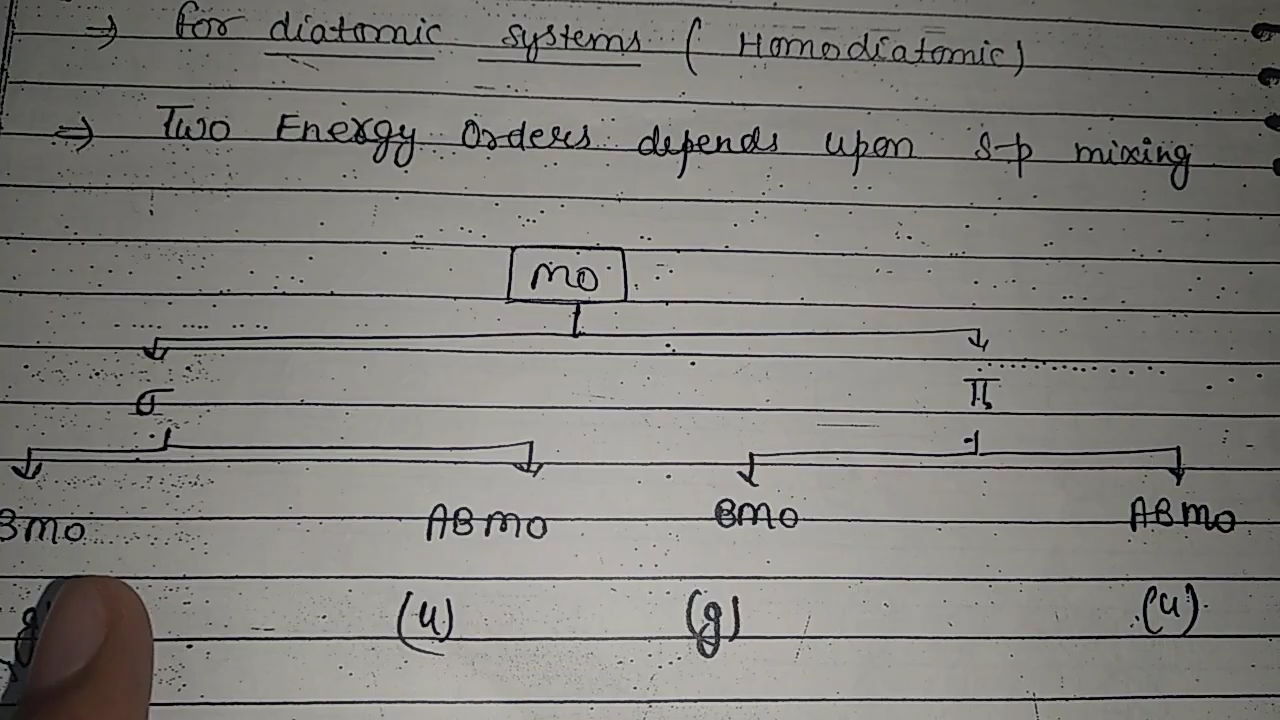 ⇒ for diatomic systems ( Homodiatomic)
⇒ Two Energy Orders depends upon s-p mixing
MO
σ π
BMO ABMO BMO ABMO
g (u) (g) (u)